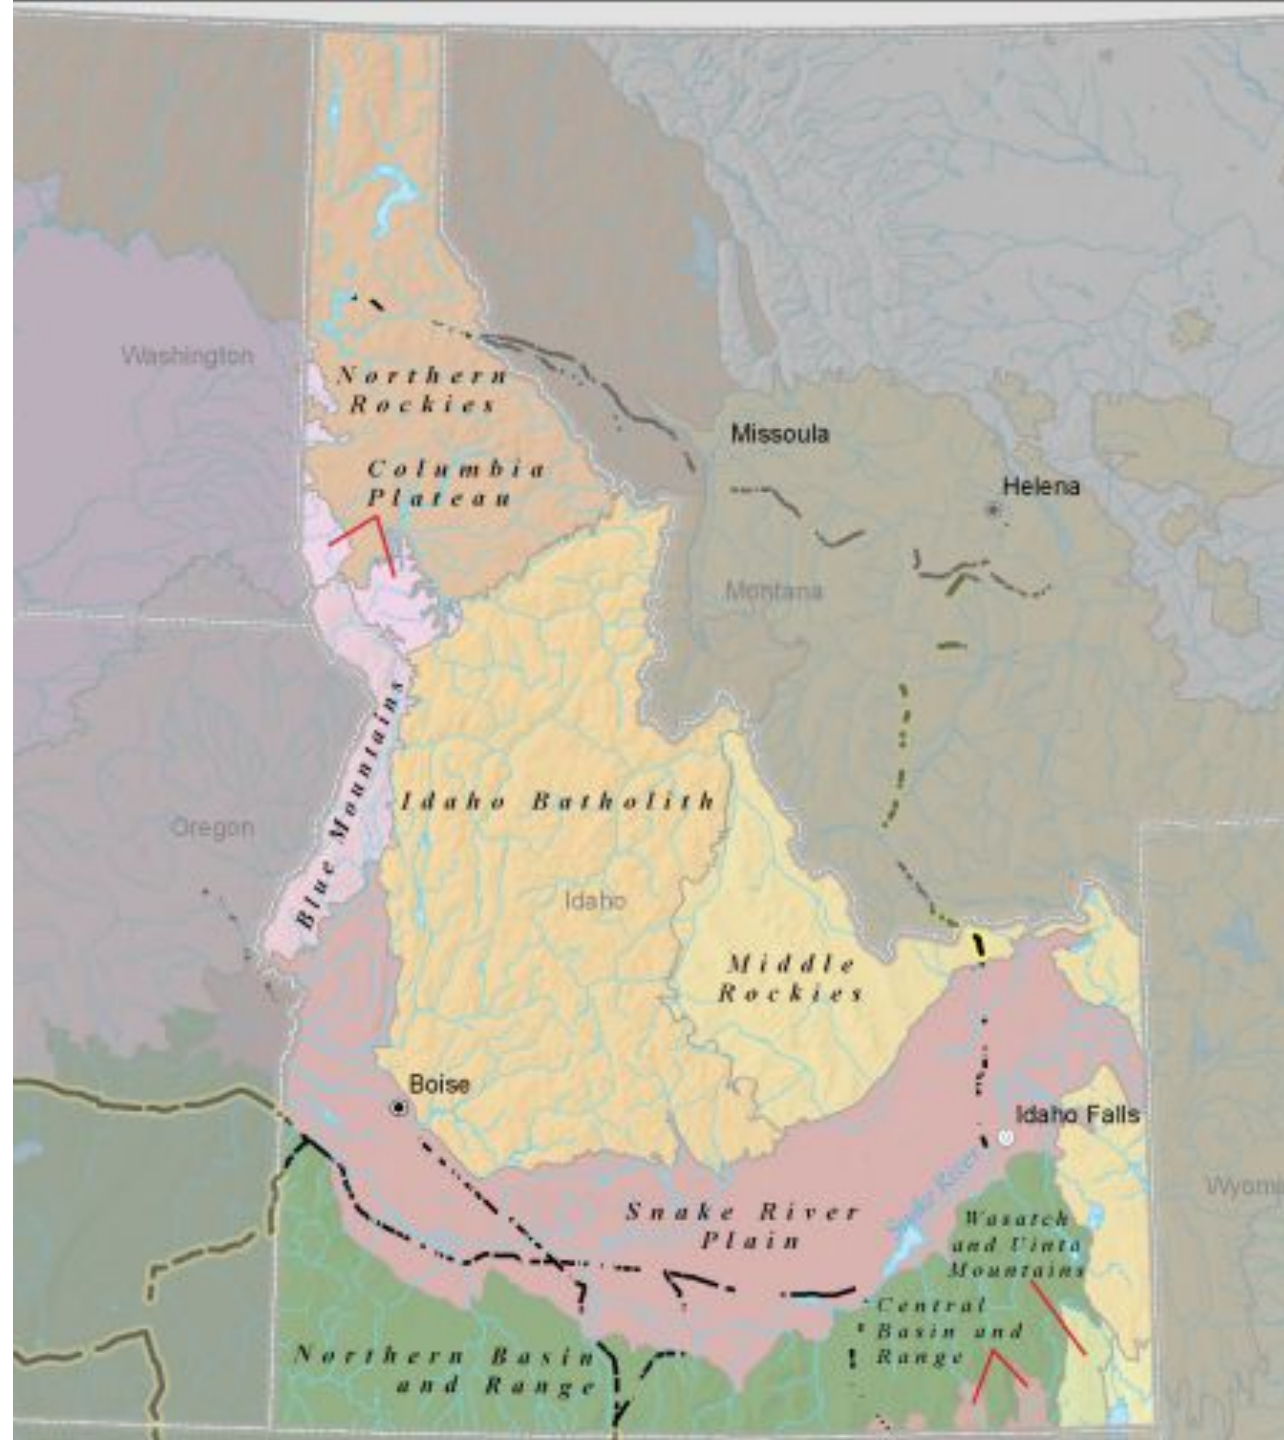 Washington
Northern
Rockies
Missoula
Columbia
Plateau
Helena
Montana
Blue Mountains
Idaho Batholith
Oregon
Idaho
Middle
Rockies
Boise
Idaho Falls
Snake River
Snake River
Plain
Wyomi
Wasatch
and Uinta
Mountains
Central
Basin and
Range
Northern Basin
and Range